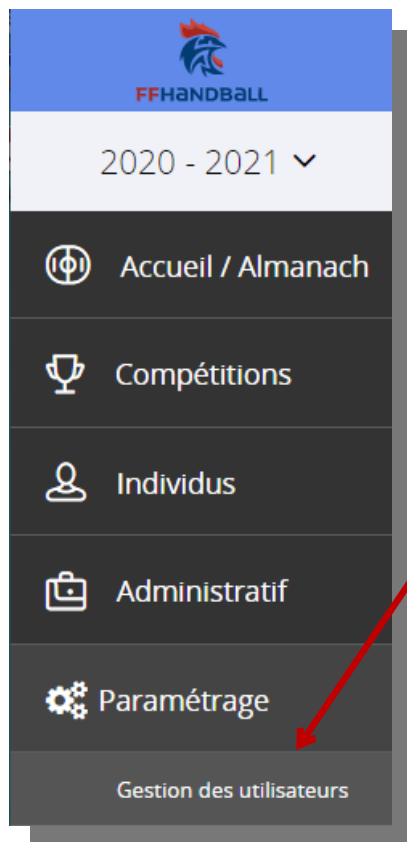 FFHANDBALL
2020 - 2021
Accueil / Almanach
Compétitions
Individus
Administratif
Paramétrage
Gestion des utilisateurs